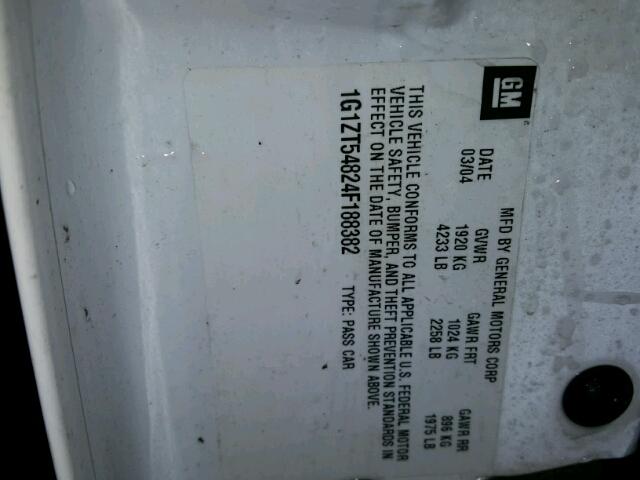 GM
MFD BY GENERAL MOTORS CORP
DATE GVWR GAWR FRT GAWR RR
03/04 1920 KG 1024 KG 896 KG
4233 LB 2258 LB 1975 LB
THIS VEHICLE CONFORMS TO ALL APPLICABLE U.S. FEDERAL MOTOR
VEHICLE SAFETY, BUMPER, AND THEFT PREVENTION STANDARDS IN
EFFECT ON THE DATE OF MANUFACTURE SHOWN ABOVE.
1G1ZT54824F188382 TYPE: PASS CAR